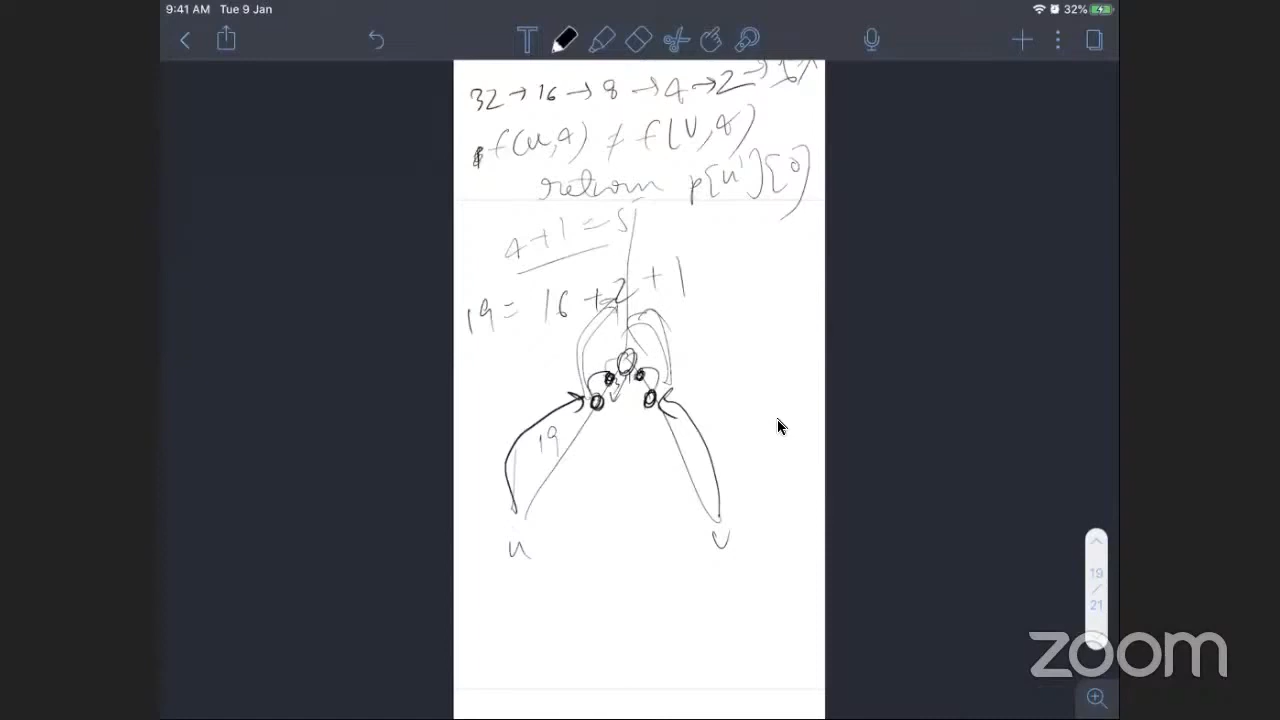 9:41 AM Tue 9 Jan
32%
32 → 16 → 8 → 4 → 2 →
f(u,4) ≠ f(v,4)
return p[u'][0]
4+1=5
19= 16 +2 +1
19
u
v
19
/
21
zoom